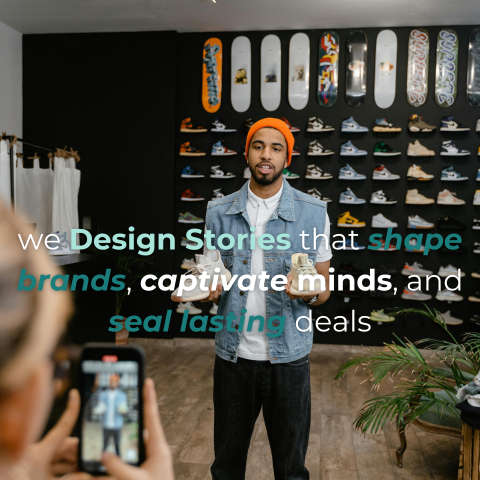 we Design Stories that shape
brands, captivate minds, and
seal lasting deals